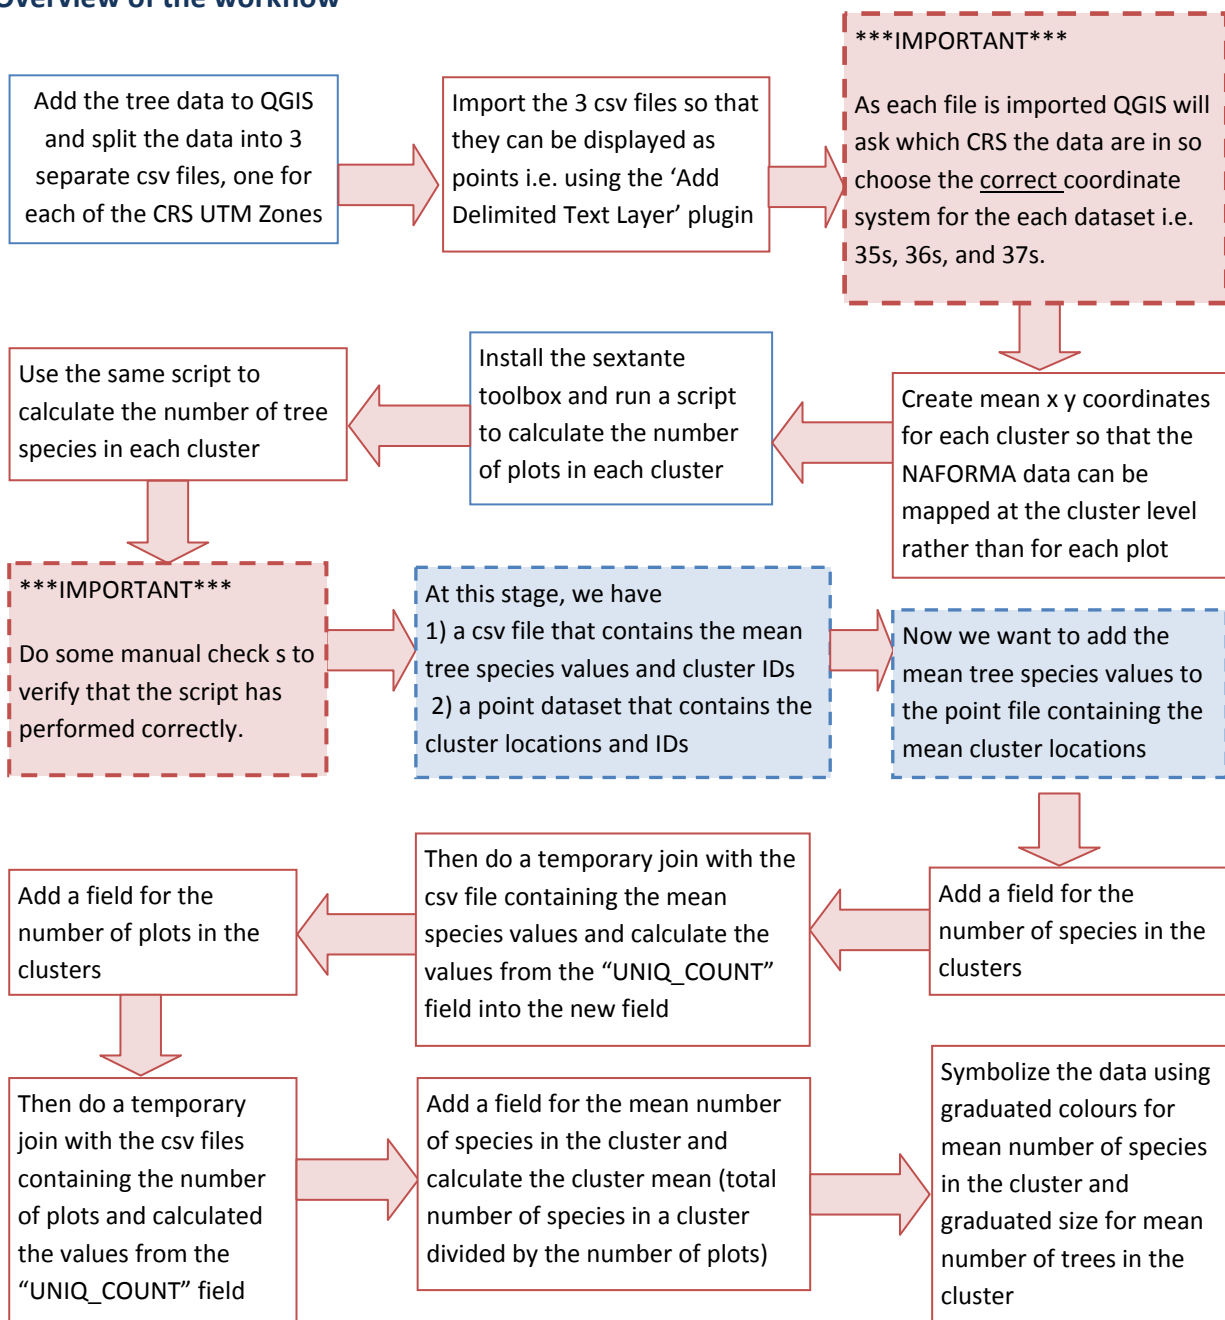 Overview of the workflow
Add the tree data to QGIS
and split the data into 3
separate csv files, one for
each of the CRS UTM Zones
Import the 3 csv files so that
they can be displayed as
points i.e. using the ‘Add
Delimited Text Layer’ plugin
***IMPORTANT***
As each file is imported QGIS will
ask which CRS the data are in so
choose the correct coordinate
system for the each dataset i.e.
35s, 36s, and 37s.
Create mean x y coordinates
for each cluster so that the
NAFORMA data can be
mapped at the cluster level
rather than for each plot
Install the sextante
toolbox and run a script
to calculate the number
of plots in each cluster
Use the same script to
calculate the number of tree
species in each cluster
***IMPORTANT***
Do some manual check s to
verify that the script has
performed correctly.
At this stage, we have
1) a csv file that contains the mean
tree species values and cluster IDs
2) a point dataset that contains the
cluster locations and IDs
Now we want to add the
mean tree species values to
the point file containing the
mean cluster locations
Add a field for the
number of species in the
clusters
Then do a temporary join with the
csv file containing the mean
species values and calculate the
values from the “UNIQ_COUNT”
field into the new field
Add a field for the
number of plots in the
clusters
Then do a temporary
join with the csv files
containing the number
of plots and calculated
the values from the
“UNIQ_COUNT” field
Add a field for the mean number
of species in the cluster and
calculate the cluster mean (total
number of species in a cluster
divided by the number of plots)
Symbolize the data using
graduated colours for
mean number of species
in the cluster and
graduated size for mean
number of trees in the
cluster